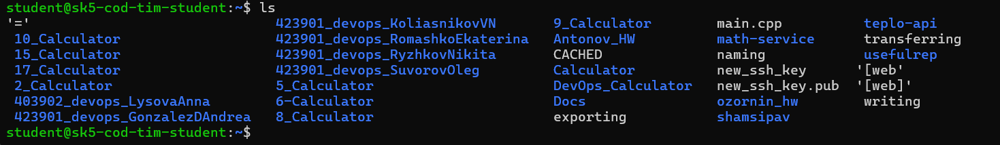 student@sk5-cod-tim-student:~$ ls
'='                            423901_devops_KoliasnikovVN      9_Calculator       main.cpp         teplo-api
 10_Calculator                 423901_devops_RomashkoEkaterina  Antonov_HW         math-service     transferring
 15_Calculator                 423901_devops_RyzhkovNikita      CACHED             naming           usefulrep
 17_Calculator                 423901_devops_SuvorovOleg        Calculator         new_ssh_key     '[web'
 2_Calculator                  5_Calculator                     DevOps_Calculator  new_ssh_key.pub '[web]'
 403902_devops_LysovaAnna      6-Calculator                     Docs               ozornin_hw       writing
 423901_devops_GonzalezDAndrea 8_Calculator                     exporting          shamsipav
student@sk5-cod-tim-student:~$